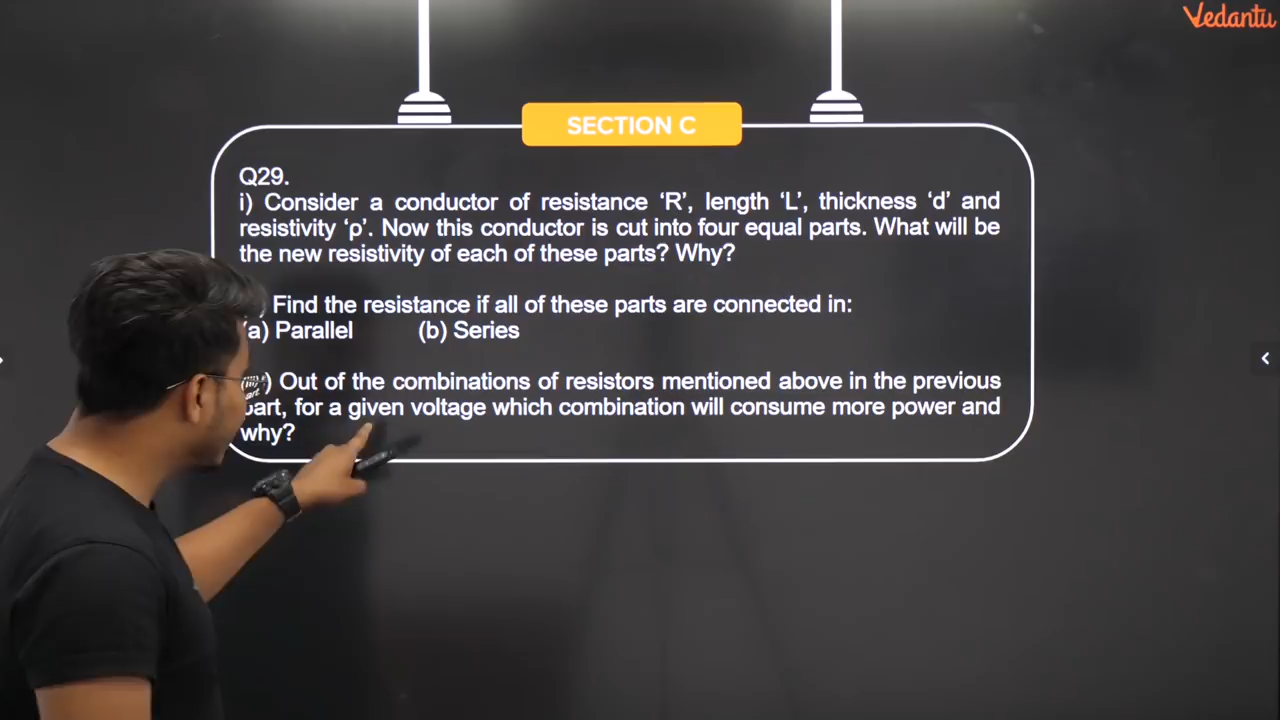 Vedantu
SECTION C
Q29.
i) Consider a conductor of resistance ‘R’, length ‘L’, thickness ‘d’ and
resistivity ‘ρ’. Now this conductor is cut into four equal parts. What will be
the new resistivity of each of these parts? Why?
Find the resistance if all of these parts are connected in:
a) Parallel (b) Series
) Out of the combinations of resistors mentioned above in the previous
part, for a given voltage which combination will consume more power and
why?